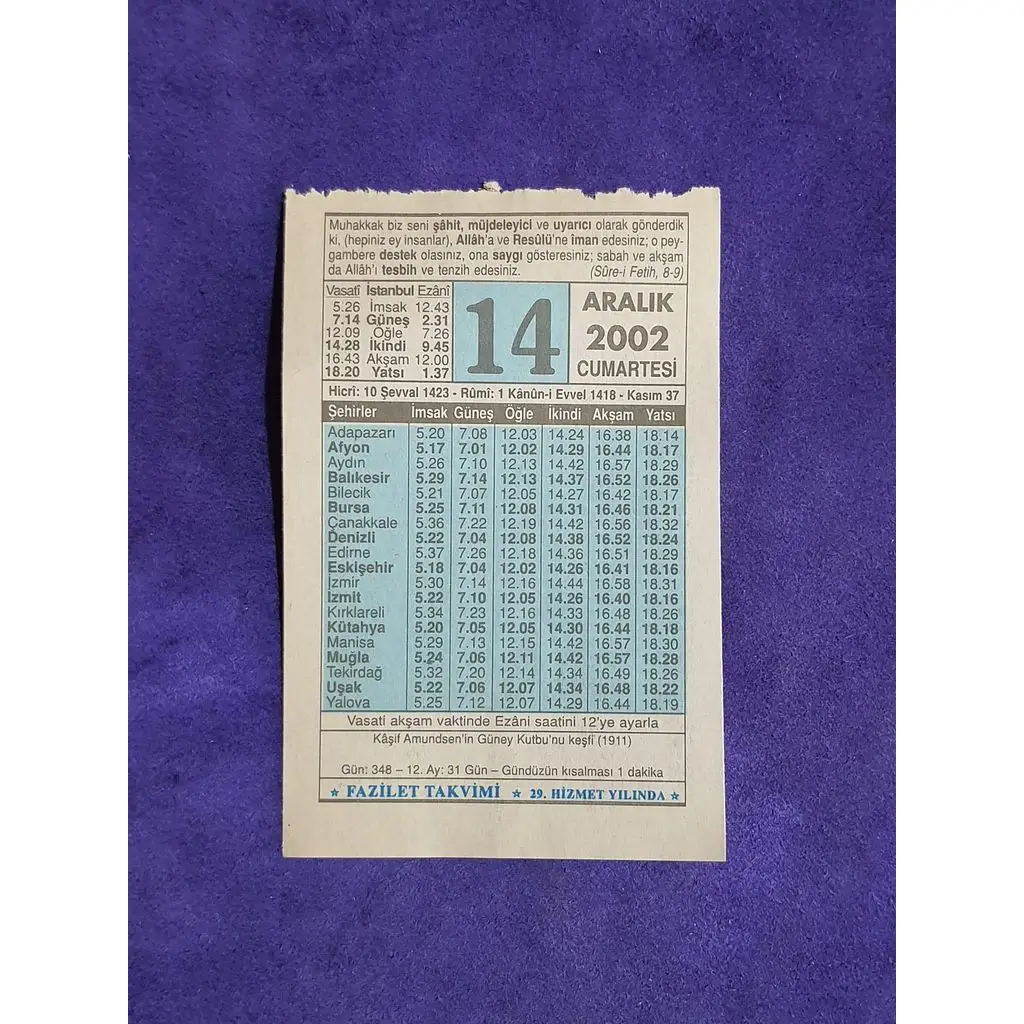 Muhakkak biz seni şâhit, müjdeleyici ve uyarıcı olarak gönderdik
ki, (hepiniz ey insanlar), Allâh'a ve Resûlü'ne îman edesiniz; o pey-
gambere destek olasınız, ona saygı gösteresiniz; sabah ve akşam
da Allâh'ı tesbih ve tenzih edesiniz. (Sûre-i Fetih, 8-9)
Vasatî İstanbul Ezânî
5.26 İmsak 12.43
7.14 Güneş 2.31
12.09 Öğle 7.26
14.28 İkindi 9.45
16.43 Akşam 12.00
18.20 Yatsı 1.37
14
ARALIK
2002
CUMARTESİ
Hicrî: 10 Şevval 1423 - Rûmî: 1 Kânûn-i Evvel 1418 - Kasım 37
Şehirler İmsak Güneş Öğle İkindi Akşam Yatsı
Adapazarı 5.20 7.08 12.03 14.24 16.38 18.14
Afyon 5.17 7.01 12.02 14.29 16.44 18.17
Aydın 5.26 7.10 12.13 14.42 16.57 18.29
Balıkesir 5.29 7.14 12.13 14.37 16.52 18.26
Bilecik 5.21 7.07 12.05 14.27 16.42 18.17
Bursa 5.25 7.11 12.08 14.31 16.46 18.21
Çanakkale 5.36 7.22 12.19 14.42 16.56 18.32
Denizli 5.22 7.04 12.08 14.38 16.52 18.24
Edirne 5.37 7.26 12.18 14.36 16.51 18.29
Eskişehir 5.18 7.04 12.02 14.26 16.41 18.16
İzmir 5.30 7.14 12.16 14.44 16.58 18.31
İzmit 5.22 7.10 12.05 14.26 16.40 18.16
Kırklareli 5.34 7.23 12.16 14.33 16.48 18.26
Kütahya 5.20 7.05 12.05 14.30 16.44 18.18
Manisa 5.29 7.13 12.15 14.42 16.57 18.30
Muğla 5.24 7.06 12.11 14.42 16.57 18.28
Tekirdağ 5.32 7.20 12.14 14.34 16.49 18.26
Uşak 5.22 7.06 12.07 14.34 16.48 18.22
Yalova 5.25 7.12 12.07 14.29 16.44 18.19
Vasatî akşam vaktinde Ezânî saatini 12'ye ayarla
Kâşif Amundsen'in Güney Kutbu'nu keşfi (1911)
Gün: 348 – 12. Ay: 31 Gün – Gündüzün kısalması 1 dakika
★ FAZİLET TAKVİMİ ★ 29. HİZMET YILINDA ★